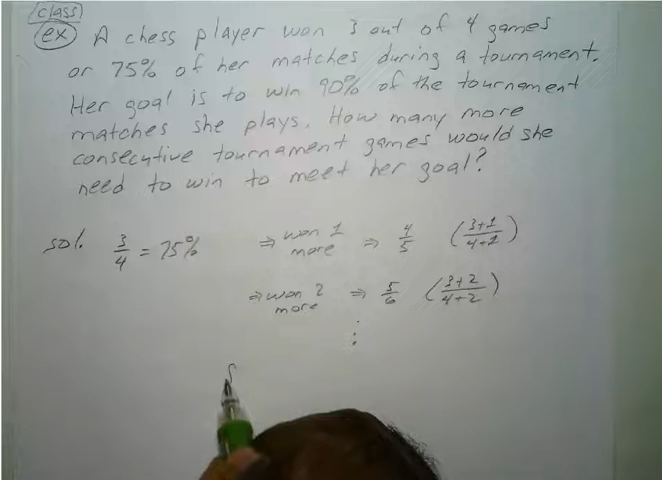 class
ex A chess player won 3 out of 4 games
or 75% of her matches during a tournament.
Her goal is to win 90% of the tournament
matches she plays. How many more
consecutive tournament games would she
need to win to meet her goal?
sol. 3/4 = 75% ⇒ won 1 more ⇒ 4/5 (3+1/4+1)
⇒ won 2 more ⇒ 5/6 (3+2/4+2)
⋮